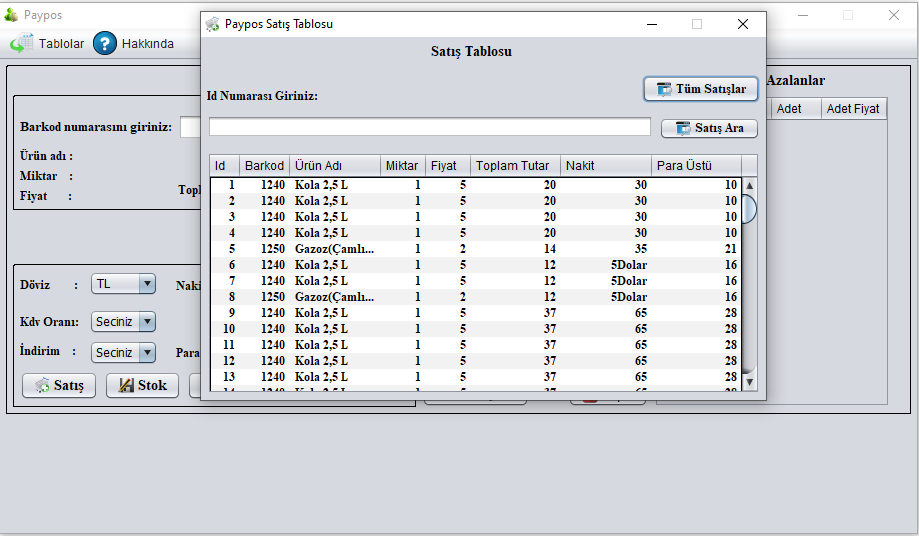 Paypos
Tablolar Hakkında
Barkod numarasını giriniz:
Ürün adı :
Miktar :
Fiyat :
Döviz : TL
Kdv Oranı: Seciniz
İndirim : Seciniz
Para
Satış Stok
Azalanlar
Adet Adet Fiyat
Paypos Satış Tablosu
Satış Tablosu
Id Numarası Giriniz:
Tüm Satışlar
Satış Ara
Id Barkod Ürün Adı Miktar Fiyat Toplam Tutar Nakit Para Üstü
1 1240 Kola 2,5 L 1 5 20 30 10
2 1240 Kola 2,5 L 1 5 20 30 10
3 1240 Kola 2,5 L 1 5 20 30 10
4 1240 Kola 2,5 L 1 5 20 30 10
5 1250 Gazoz(Çamlı... 1 2 14 35 21
6 1240 Kola 2,5 L 1 5 12 5Dolar 16
7 1240 Kola 2,5 L 1 5 12 5Dolar 16
8 1250 Gazoz(Çamlı... 1 2 12 5Dolar 16
9 1240 Kola 2,5 L 1 5 37 65 28
10 1240 Kola 2,5 L 1 5 37 65 28
11 1240 Kola 2,5 L 1 5 37 65 28
12 1240 Kola 2,5 L 1 5 37 65 28
13 1240 Kola 2,5 L 1 5 37 65 28